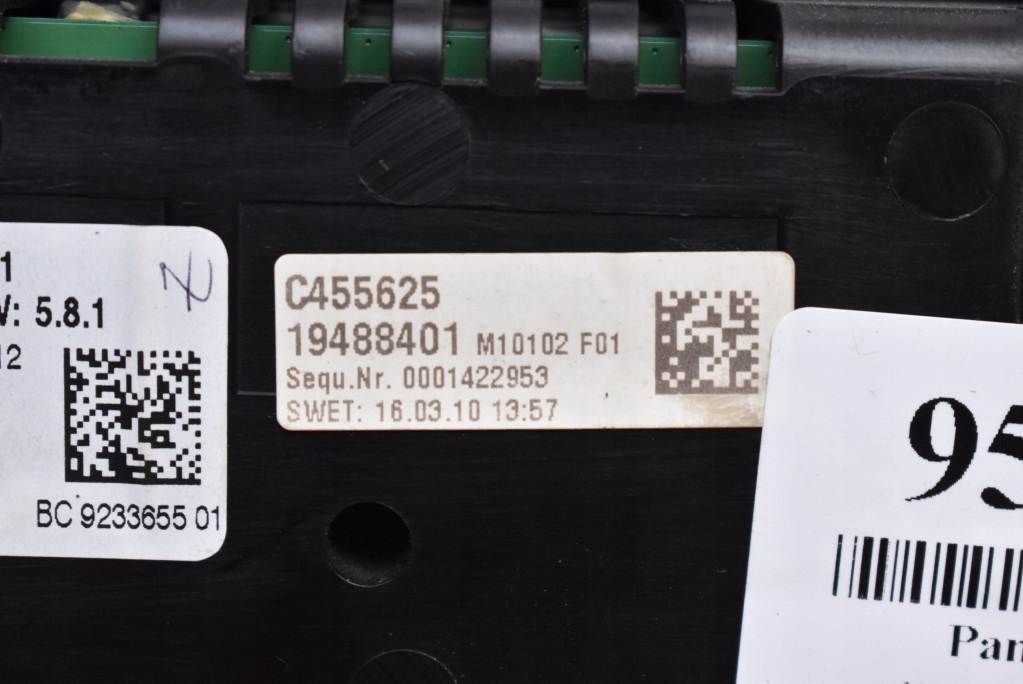 1
V: 5.8.1
12
BC 9233655 01
C455625
19488401 M10102 F01
Sequ.Nr. 0001422953
SWET: 16.03.10 13:57
95
Pan